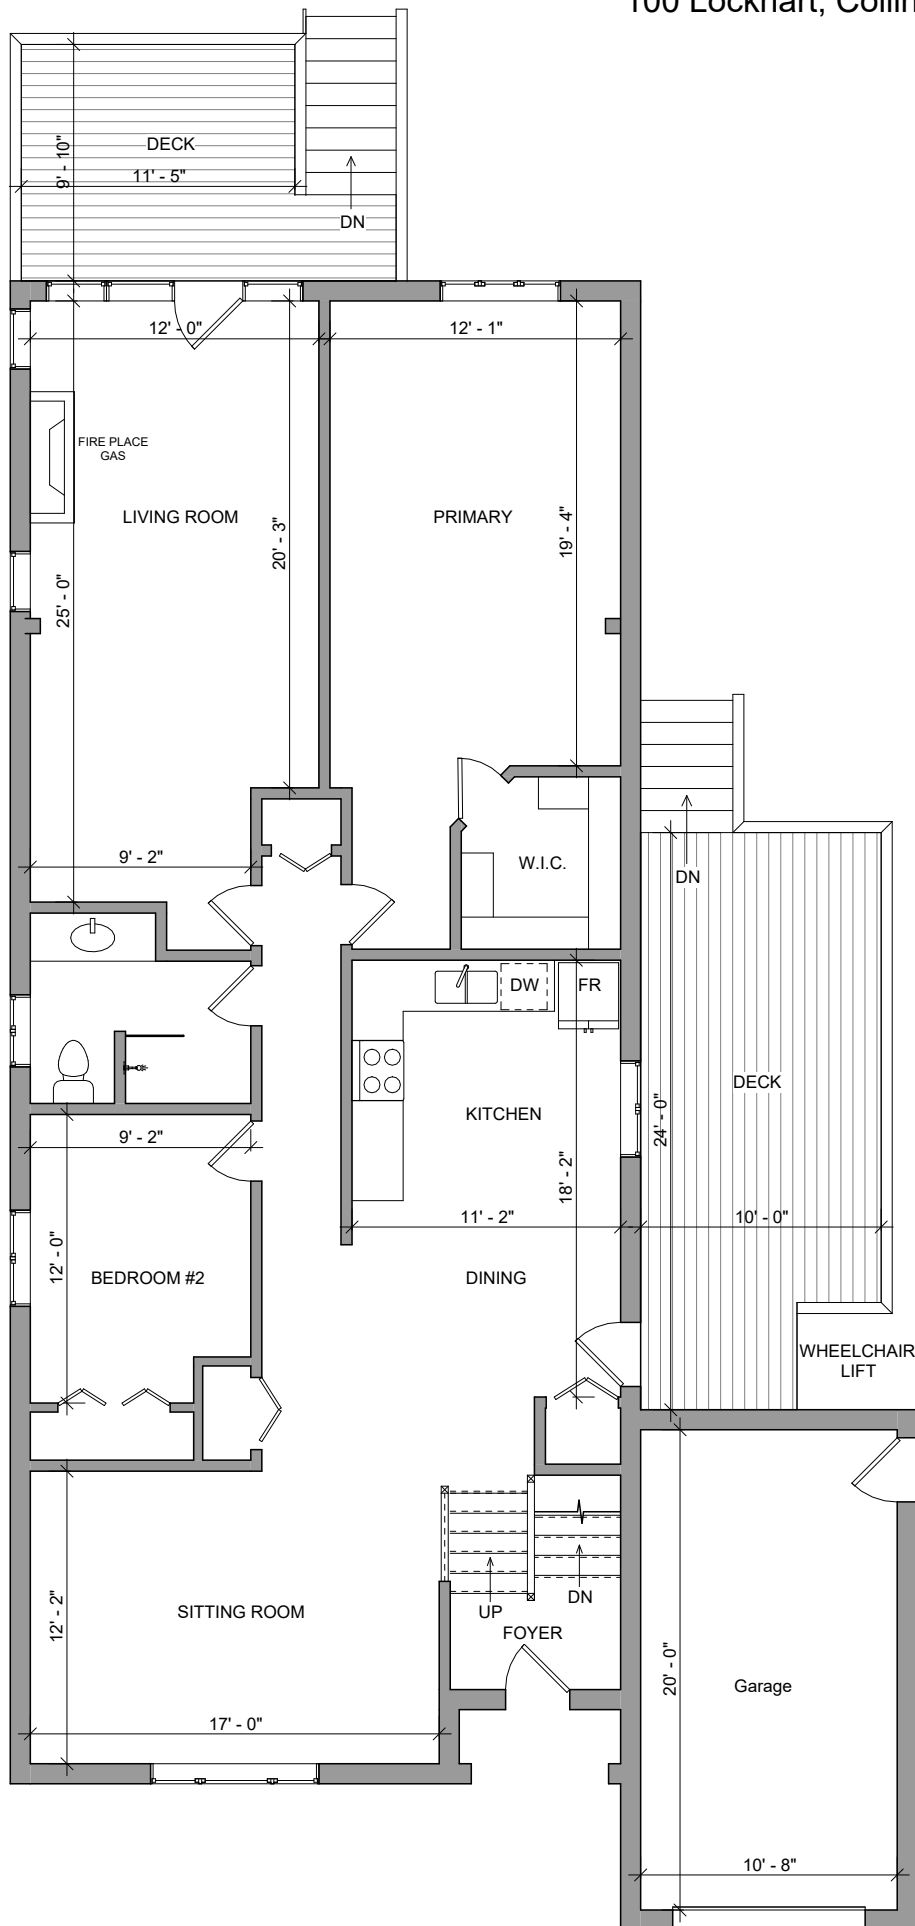 100 Lockhart, Collin
DECK
9' - 10"
11' - 5"
DN
12' - 0"
12' - 1"
FIRE PLACE
GAS
LIVING ROOM
PRIMARY
20' - 3"
19' - 4"
25' - 0"
9' - 2"
W.I.C.
DN
DW
FR
DECK
KITCHEN
24' - 0"
9' - 2"
18' - 2"
11' - 2"
10' - 0"
12' - 0"
BEDROOM #2
DINING
WHEELCHAIR
LIFT
UP
DN
SITTING ROOM
12' - 2"
FOYER
20' - 0"
Garage
17' - 0"
10' - 8"